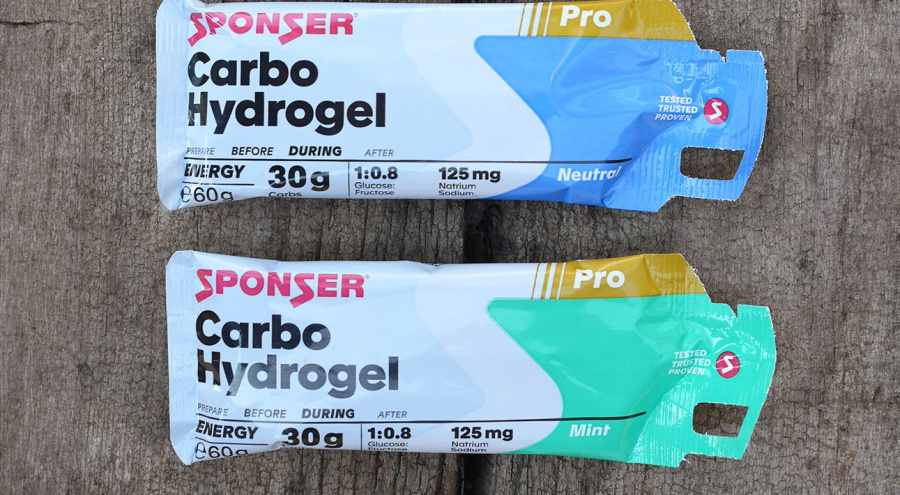 SPONSER®
Pro
Carbo
Hydrogel
TESTED
TRUSTED
PROVEN
S
PREPARE BEFORE DURING AFTER
ENERGY 30g 1:0.8 125 mg Neutral
Carbs Glucose: Natrium
Fructose Sodium
℮60g
SPONSER®
Pro
Carbo
Hydrogel
TESTED
TRUSTED
PROVEN
S
PREPARE BEFORE DURING AFTER
ENERGY 30g 1:0.8 125 mg Mint
Glucose: Natrium
Fructose Sodium
℮60g